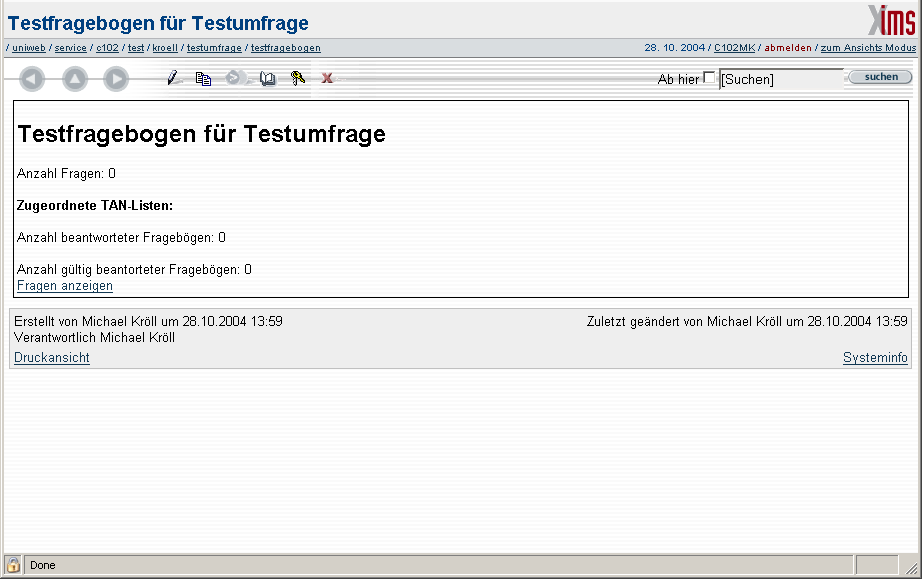 Testfragebogen für Testumfrage
Xims
/ uniweb / service / c102 / test / kroell / testumfrage / testfragebogen
28. 10. 2004 / C102MK / abmelden / zum Ansichts Modus
Ab hier [Suchen] suchen
Testfragebogen für Testumfrage
Anzahl Fragen: 0
Zugeordnete TAN-Listen:
Anzahl beantworteter Fragebögen: 0
Anzahl gültig beantorteter Fragebögen: 0
Fragen anzeigen
Erstellt von Michael Kröll um 28.10.2004 13:59
Zuletzt geändert von Michael Kröll um 28.10.2004 13:59
Verantwortlich Michael Kröll
Druckansicht
Systeminfo
Done